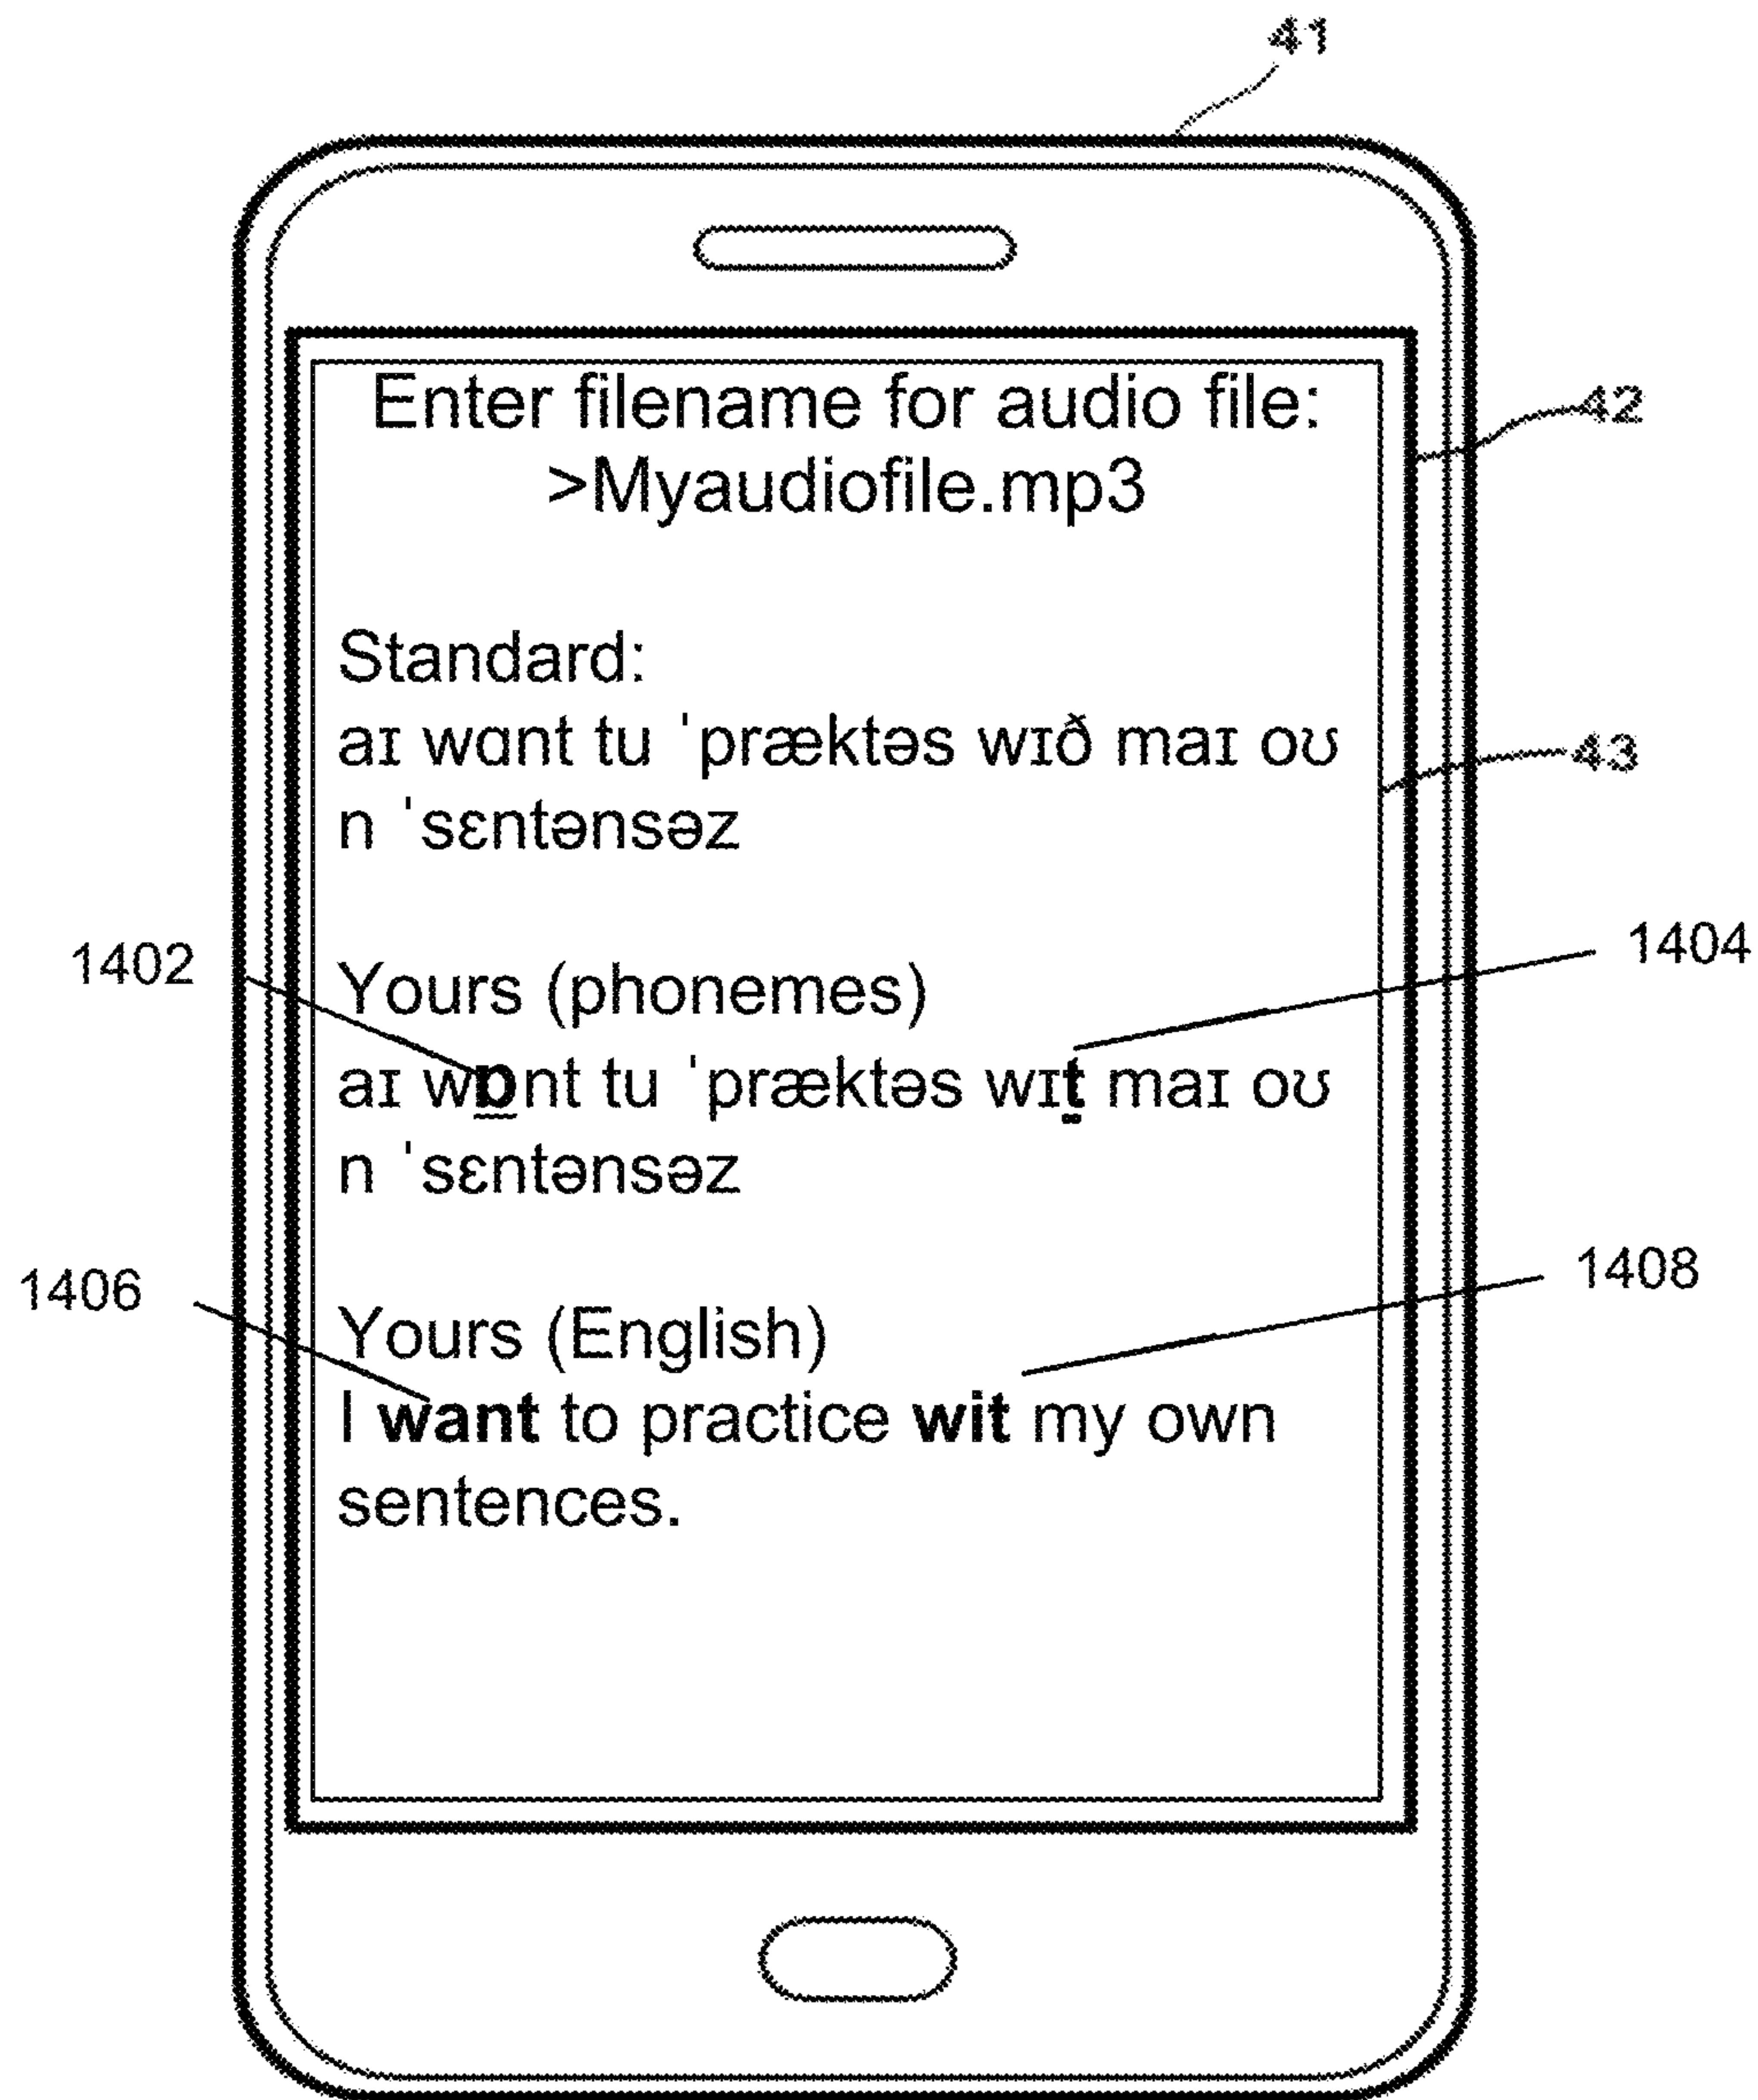 41
Enter filename for audio file:
>Myaudiofile.mp3
42
Standard:
aɪ wɑnt tu ˈpræktəs wɪð maɪ oʊ
43
n ˈsɛntənsəz
1402
1404
Yours (phonemes)
aɪ wɒnt tu ˈpræktəs wɪt̪ maɪ oʊ
n ˈsɛntənsəz
1406
1408
Yours (English)
I want to practice wit my own
sentences.